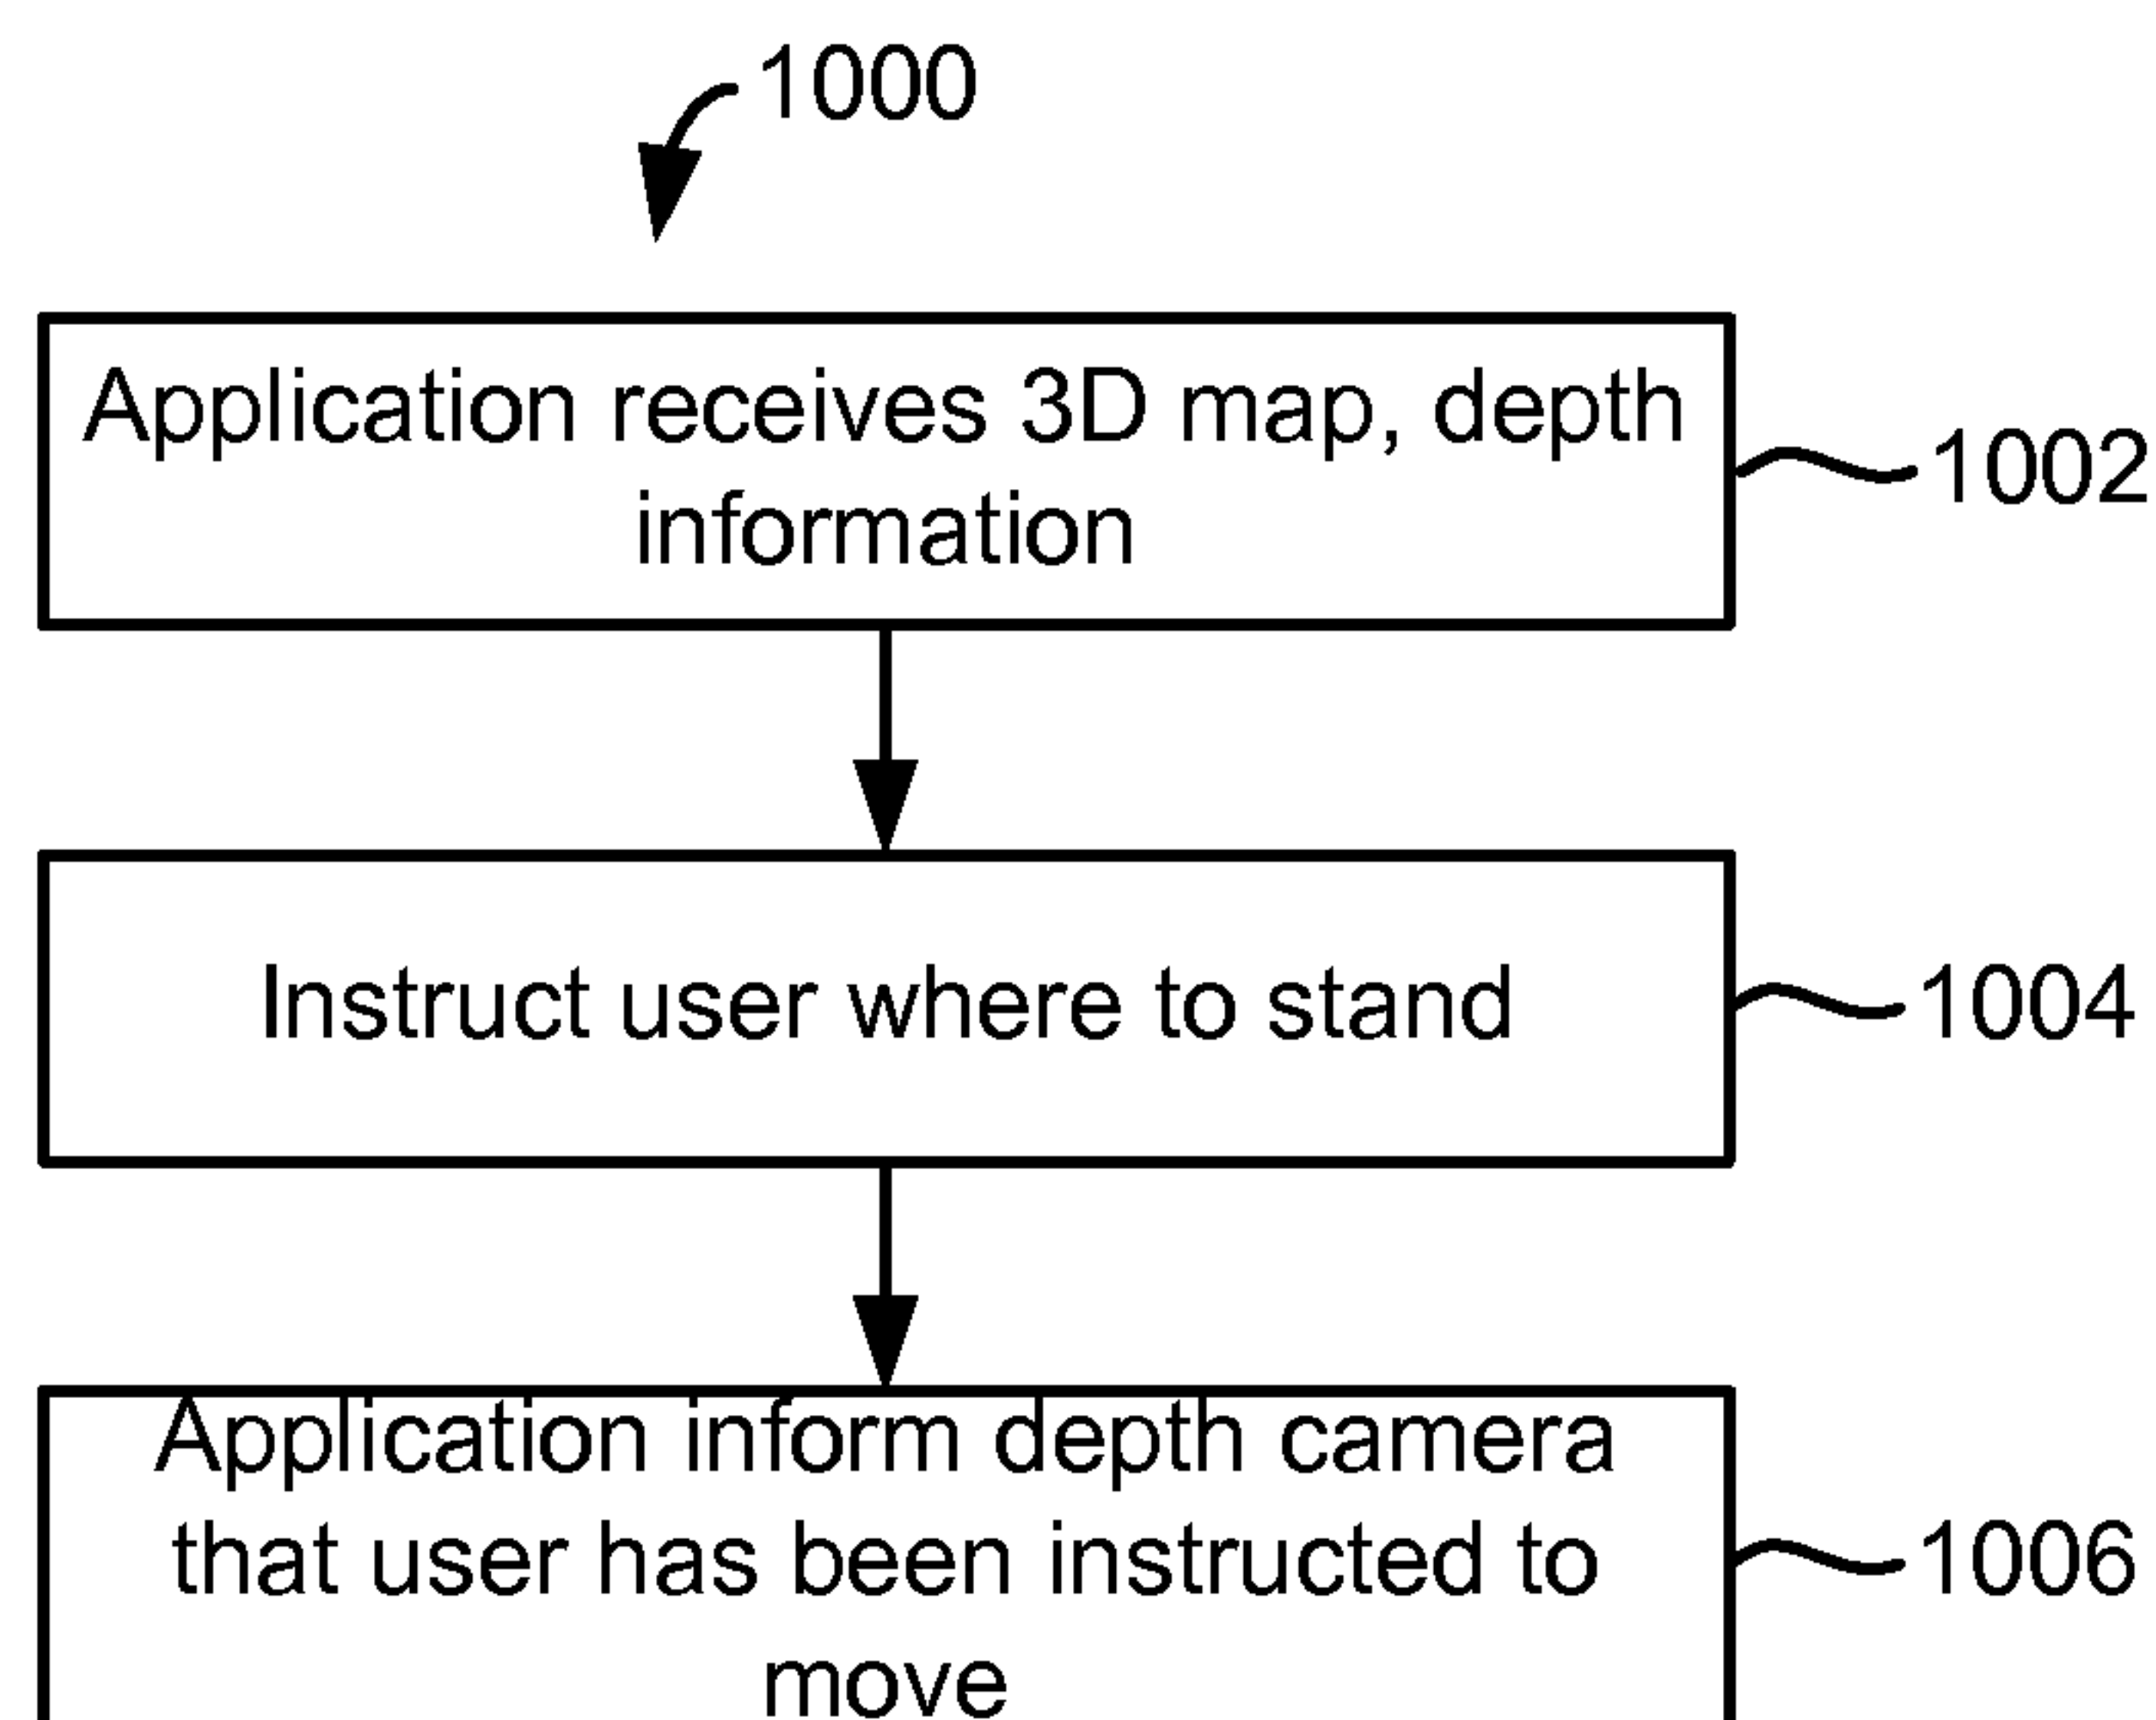 1000
Application receives 3D map, depth
information
1002
Instruct user where to stand
1004
Application inform depth camera
that user has been instructed to
move
1006